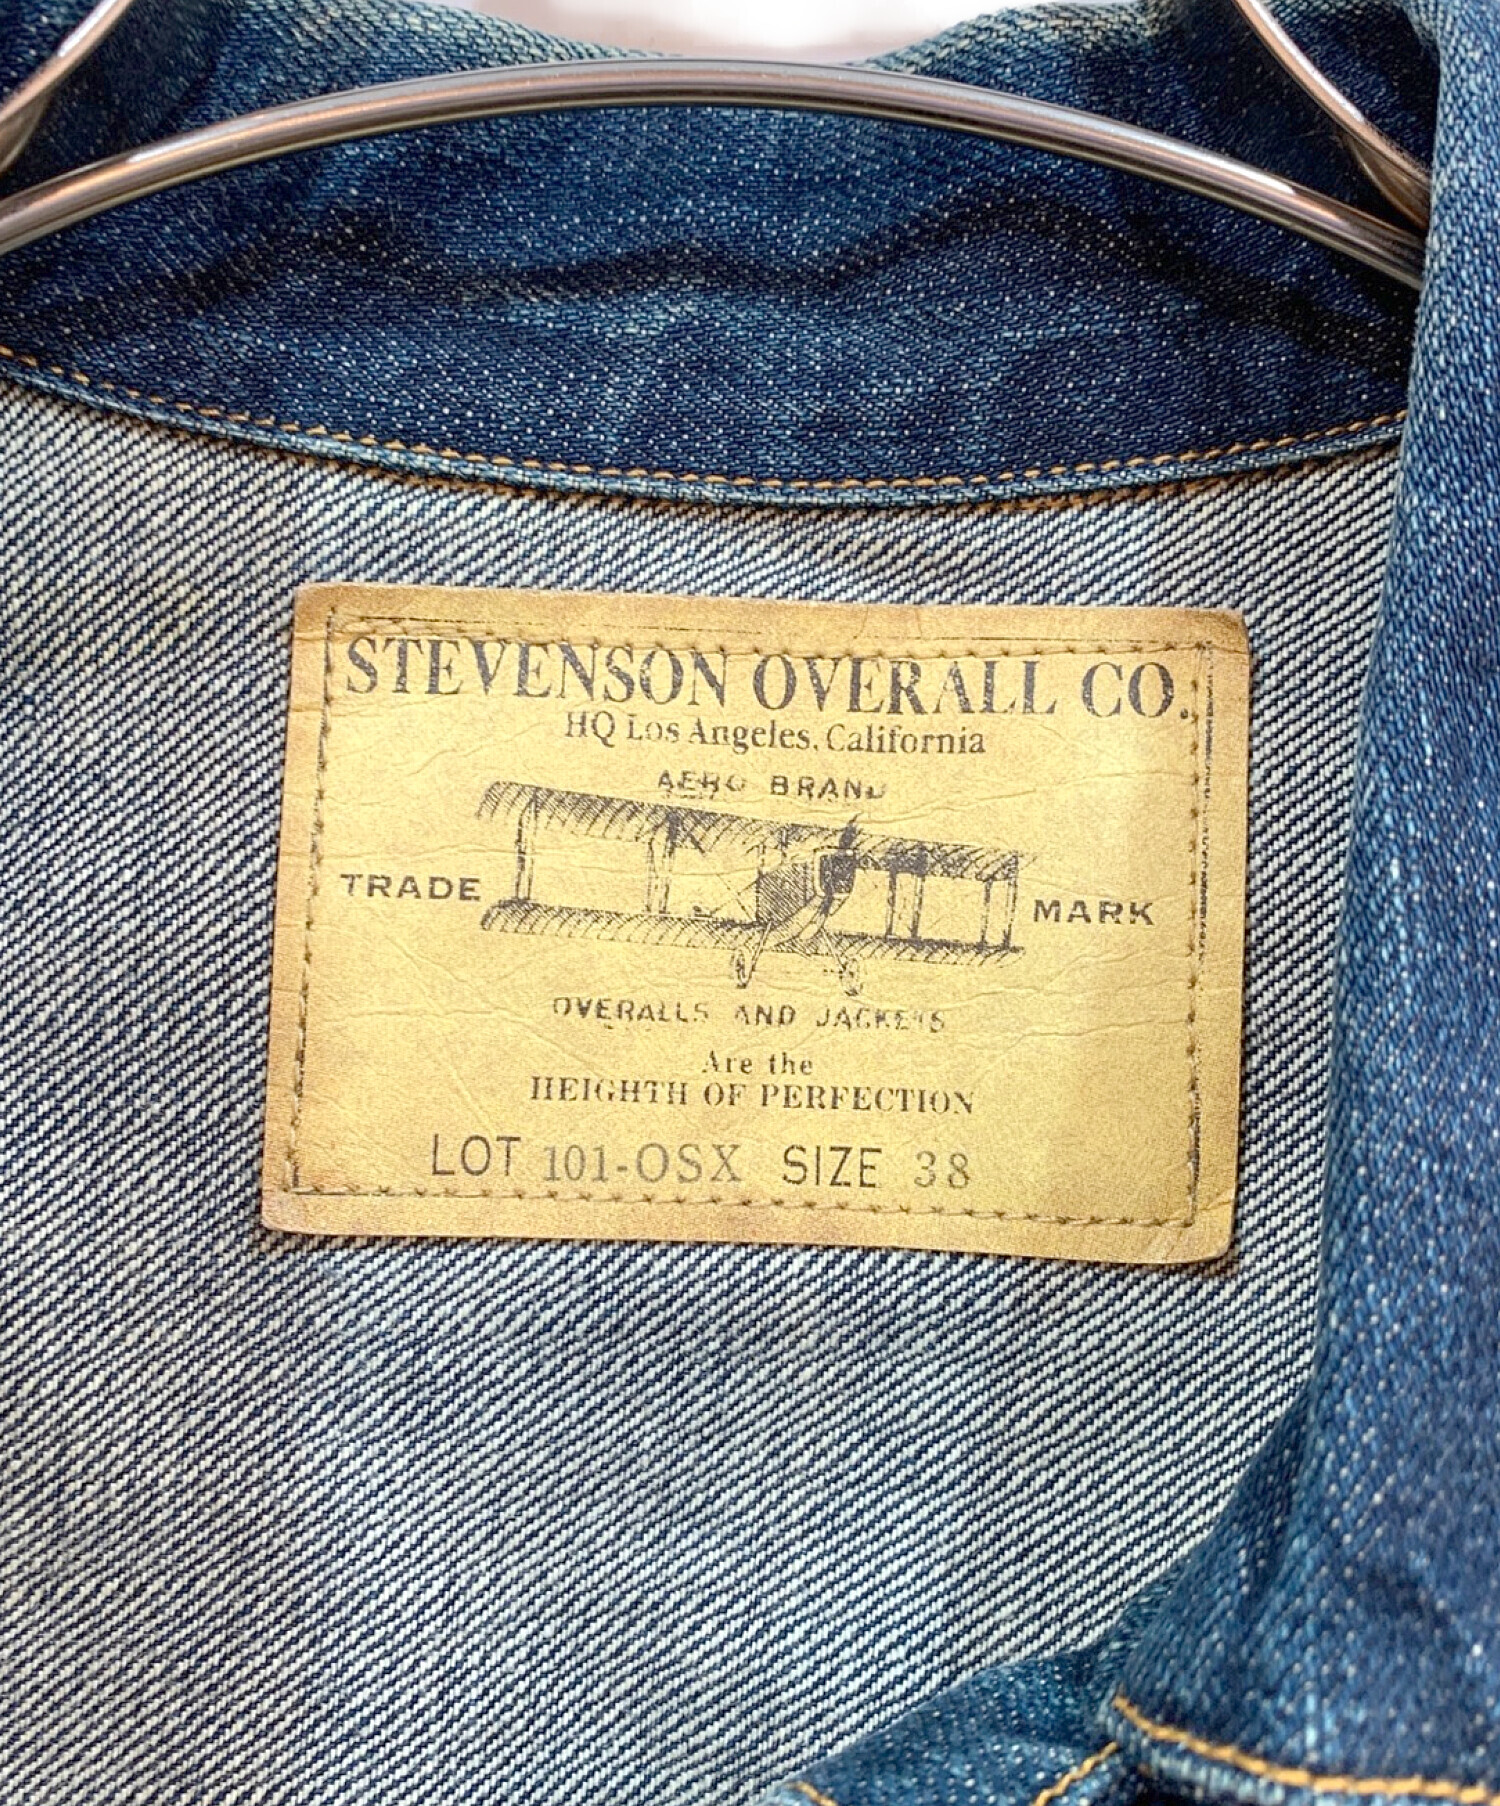 STEVENSON OVERALL CO.
HQ Los Angeles, California
AERO BRAND
TRADE MARK
OVERALLS AND JACKETS
Are the
HEIGHTH OF PERFECTION
LOT 101-OSX SIZE 38